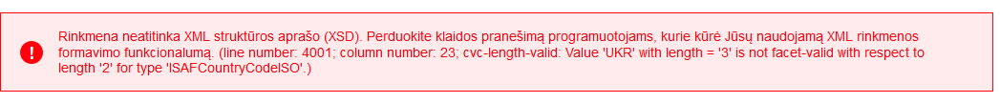 Rinkmena neatitinka XML struktūros aprašo (XSD). Perduokite klaidos pranešimą programuotojams, kurie kūrė Jūsų naudojamą XML rinkmenos
formavimo funkcionalumą. (line number: 4001; column number: 23; cvc-length-valid: Value 'UKR' with length = '3' is not facet-valid with respect to
length '2' for type 'ISAFCountryCodeISO'.)